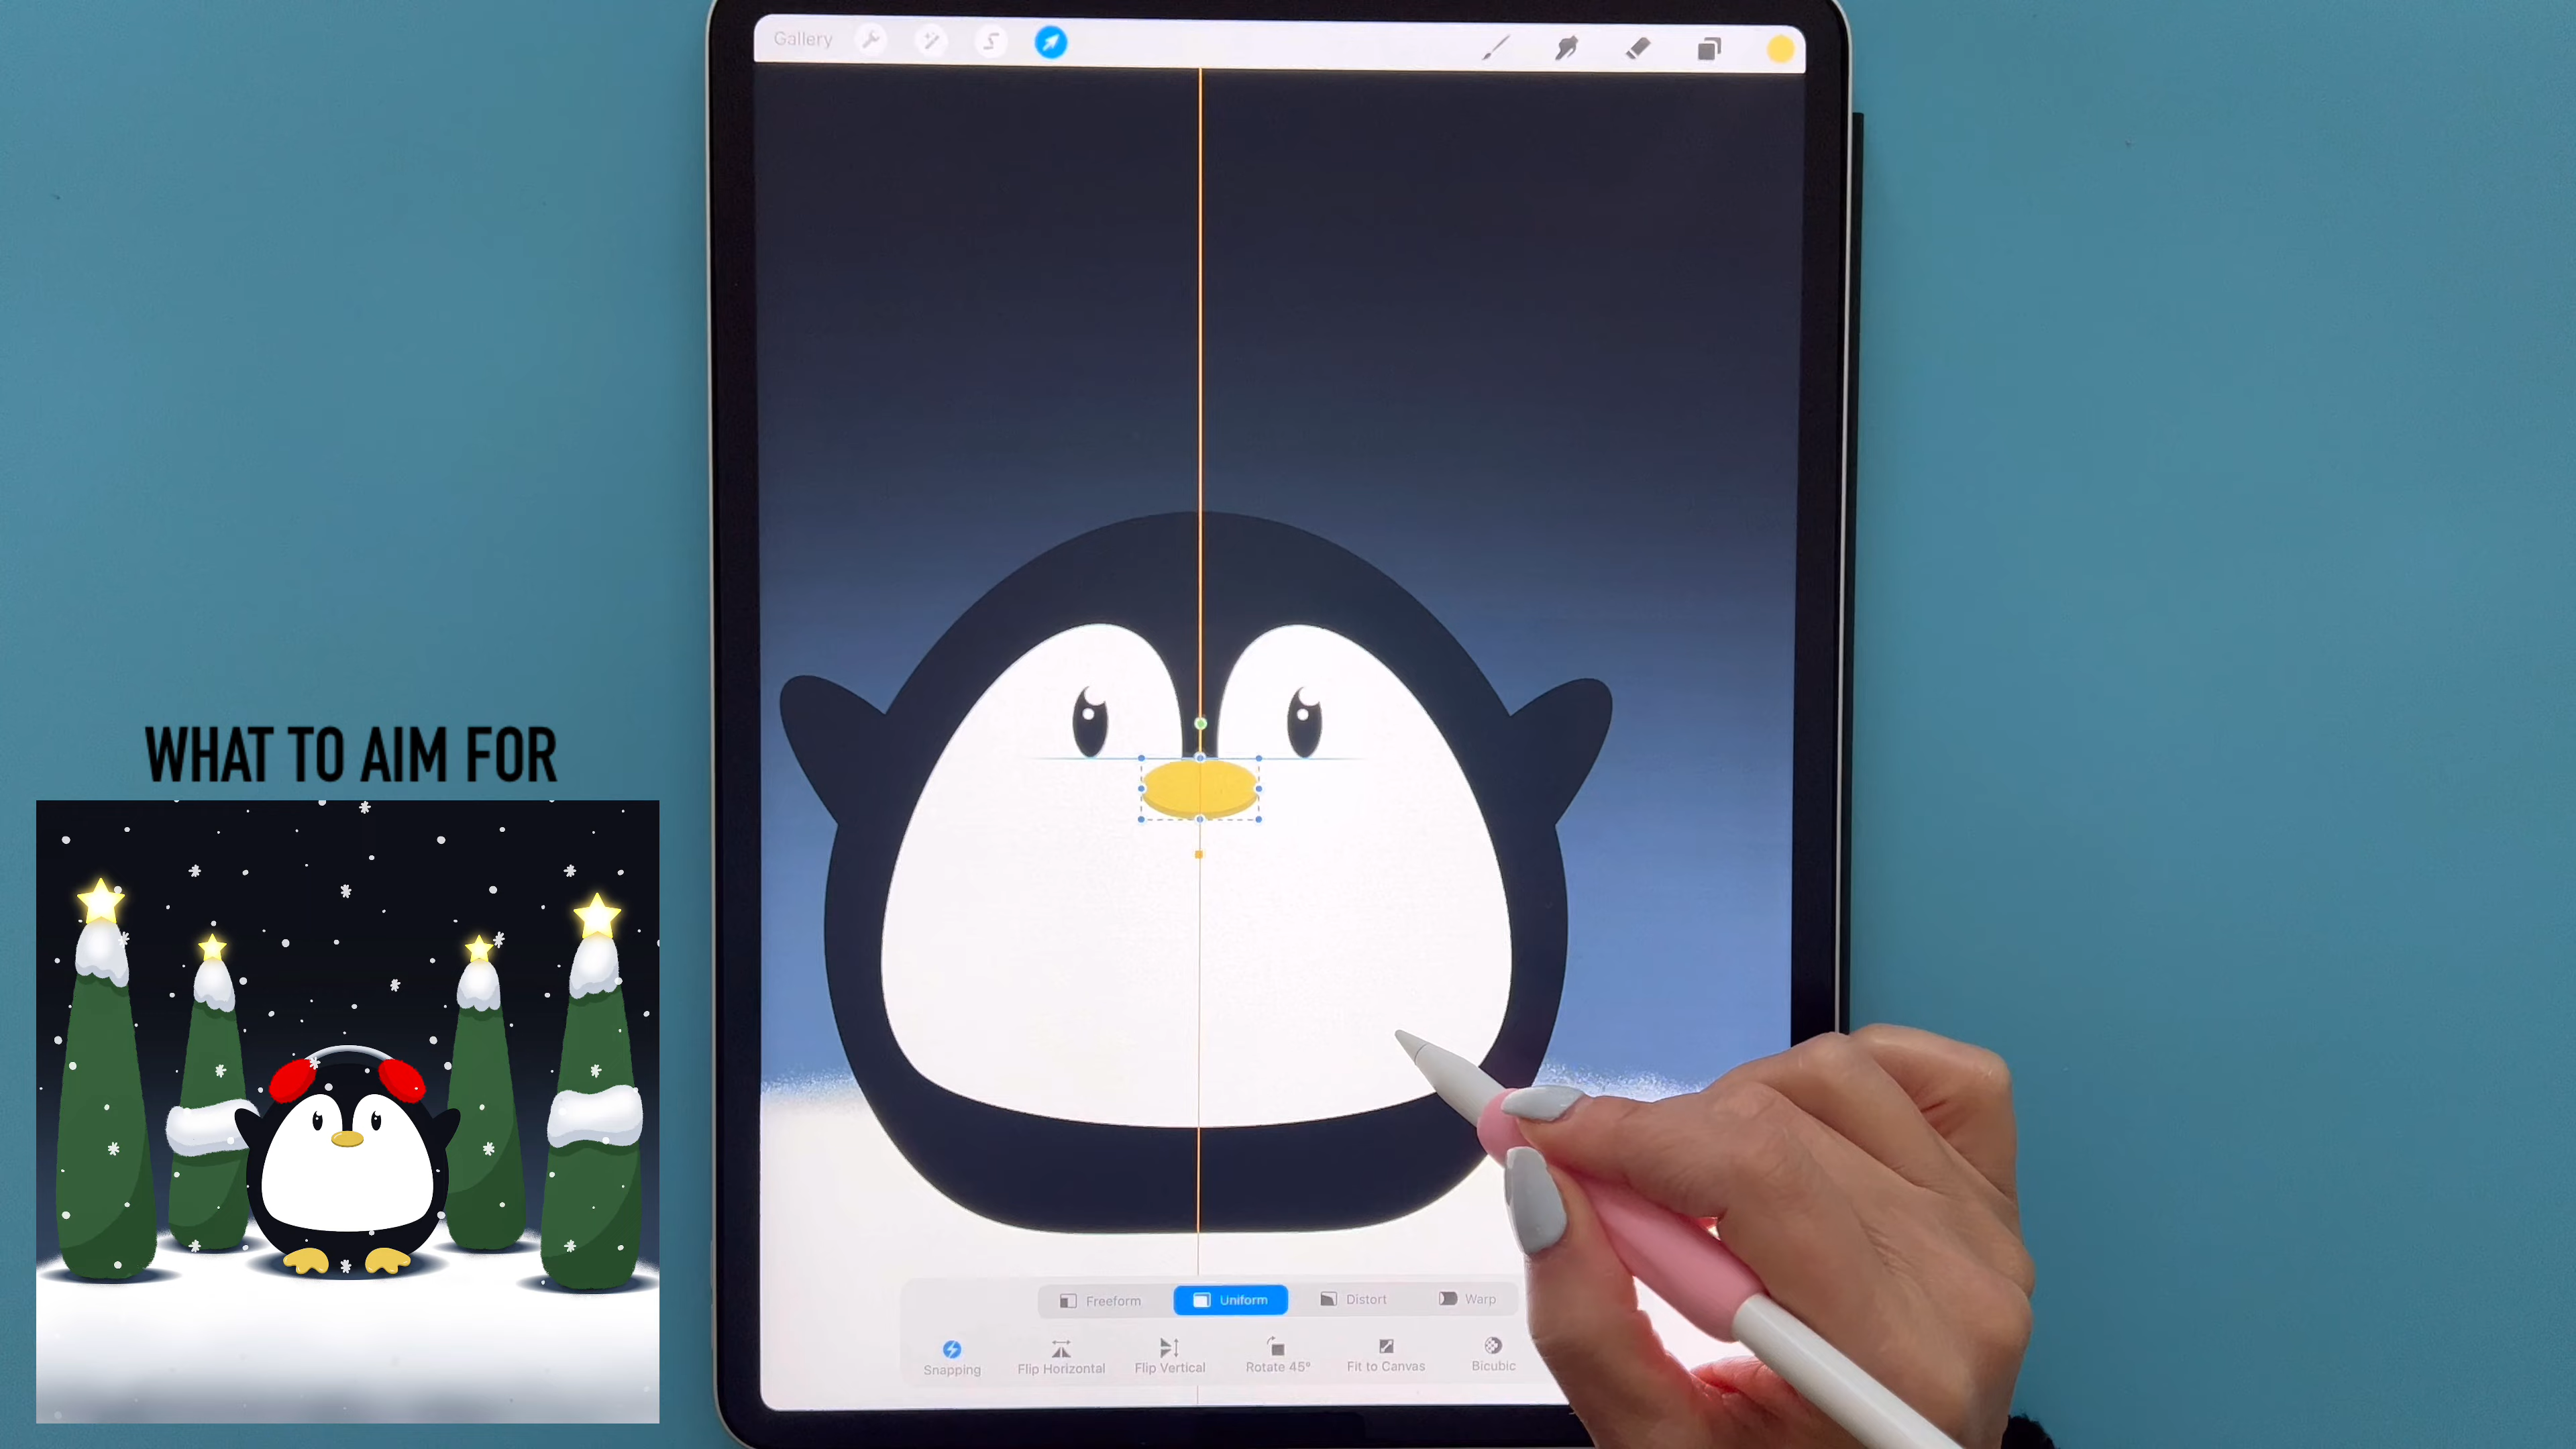 Gallery
WHAT TO AIM FOR
Freeform Uniform Distort Warp
Snapping Flip Horizontal Flip Vertical Rotate 45° Fit to Canvas Bicubic